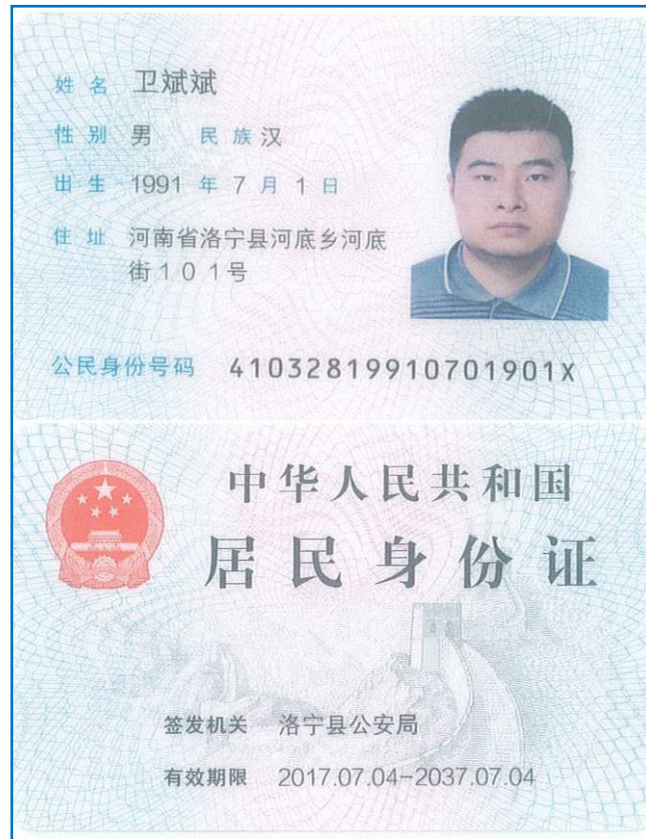 姓名 卫斌斌
性别 男 民族 汉
出生 1991 年 7 月 1 日
住址 河南省洛宁县河底乡河底
街101号
公民身份号码 41032819910701901X
中华人民共和国
居民身份证
签发机关 洛宁县公安局
有效期限 2017.07.04-2037.07.04